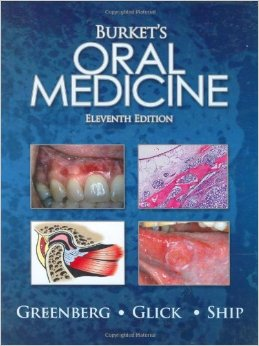 BURKET'S
ORAL
MEDICINE
ELEVENTH EDITION
GREENBERG • GLICK • SHIP